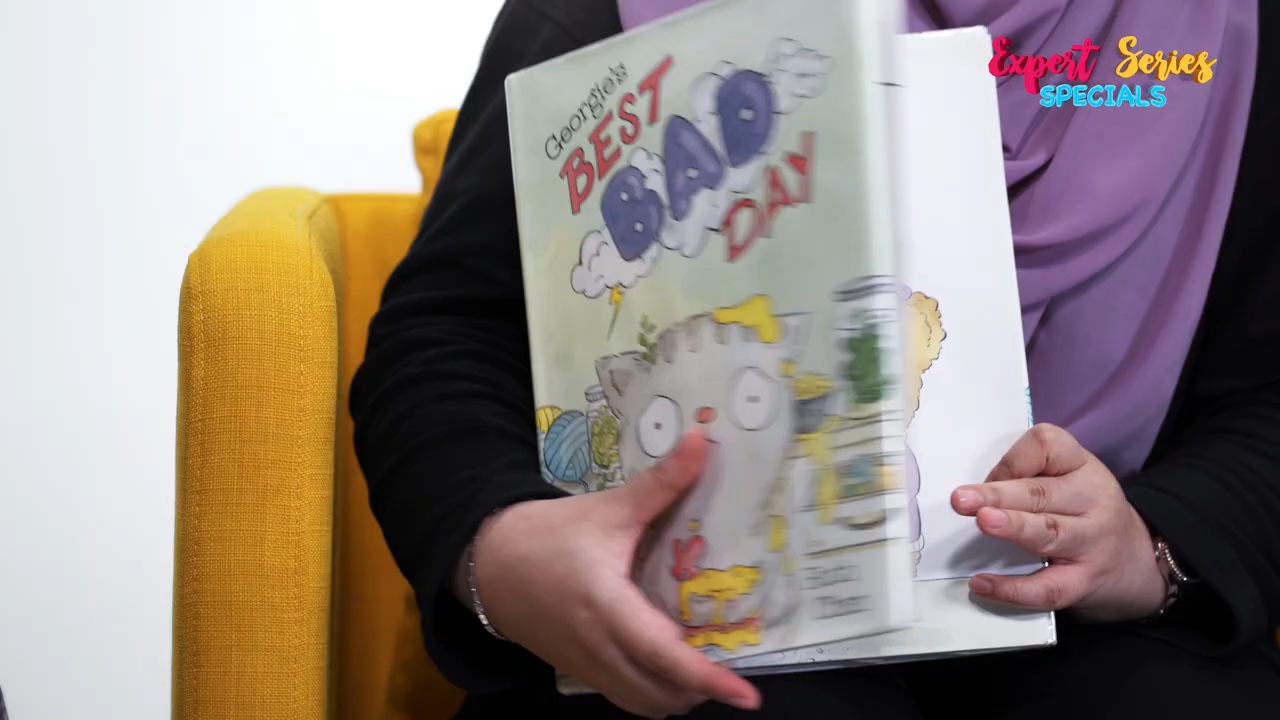 Georgie's
BEST
BAD
DAY
Expert Series
SPECIALS